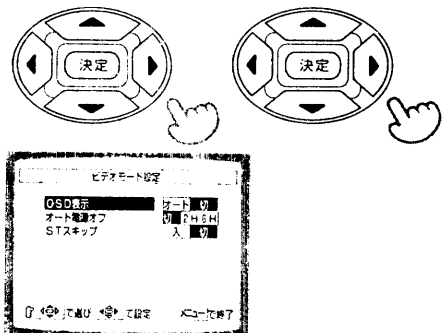 決定
決定
ビデオモード設定
OSD表示 オート 切
オート電源オフ 切 2H 6H
STスキップ 入 切
で選び で設定 メニューで終了